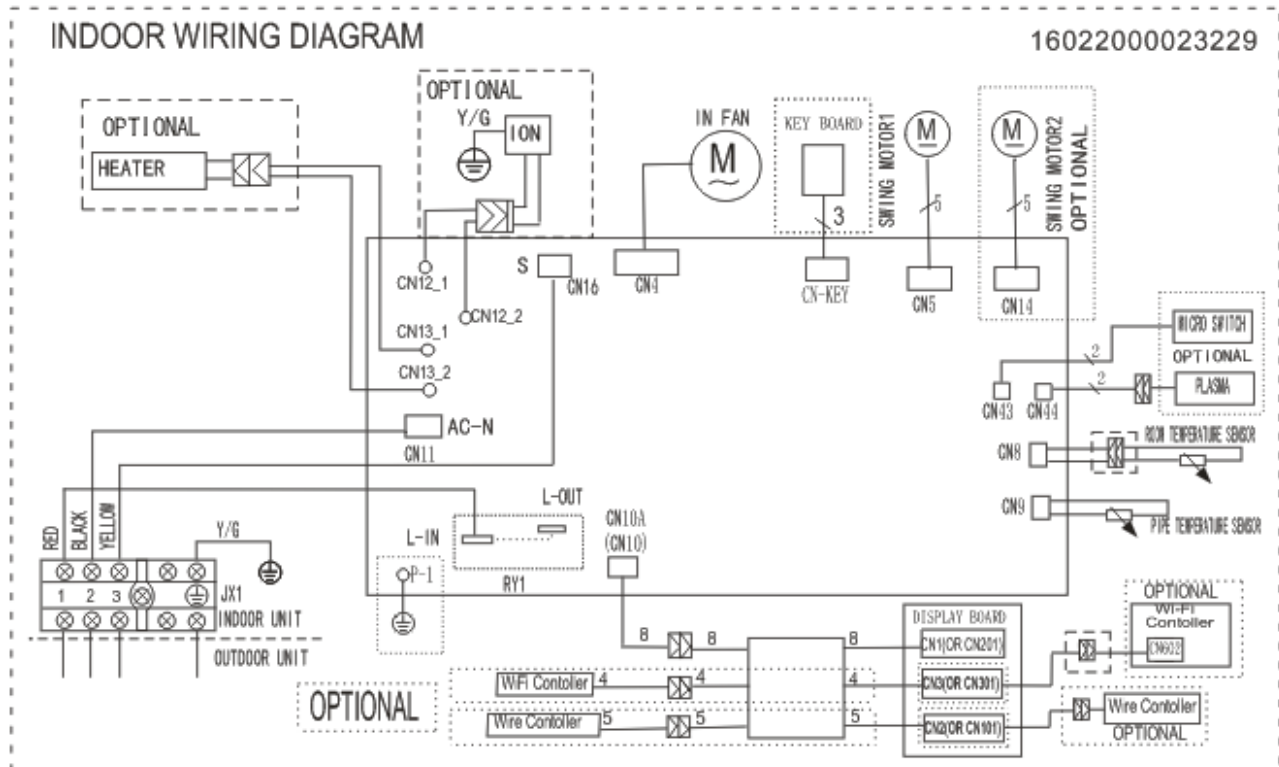 INDOOR WIRING DIAGRAM
16022000023229
OPTIONAL
HEATER
OPTIONAL
Y/G
ION
IN FAN
M
KEY BOARD
3
SWING MOTOR1
M
5
M
5
SWING MOTOR2
OPTIONAL
CN12_1
S
CN16
CN4
CN-KEY
CN5
CN14
CN12_2
CN13_1
CN13_2
MICRO SWITCH
OPTIONAL
PLASMA
2
2
CN43
CN44
AC-N
CN11
CN8
ROOM TEMPERATURE SENSOR
CN9
PIPE TEMPERATURE SENSOR
RED
BLACK
YELLOW
Y/G
L-OUT
L-IN
RY1
CN10A
(CN10)
P-1
1 2 3
JX1
INDOOR UNIT
OUTDOOR UNIT
8
8
8
DISPLAY BOARD
CN1(OR CN201)
OPTIONAL
WI-FI
Contoller
CN602
OPTIONAL
WiFi Contoller
4
4
4
CN3(OR CN301)
Wire Contoller
5
5
5
CN2(OR CN101)
Wire Contoller
OPTIONAL